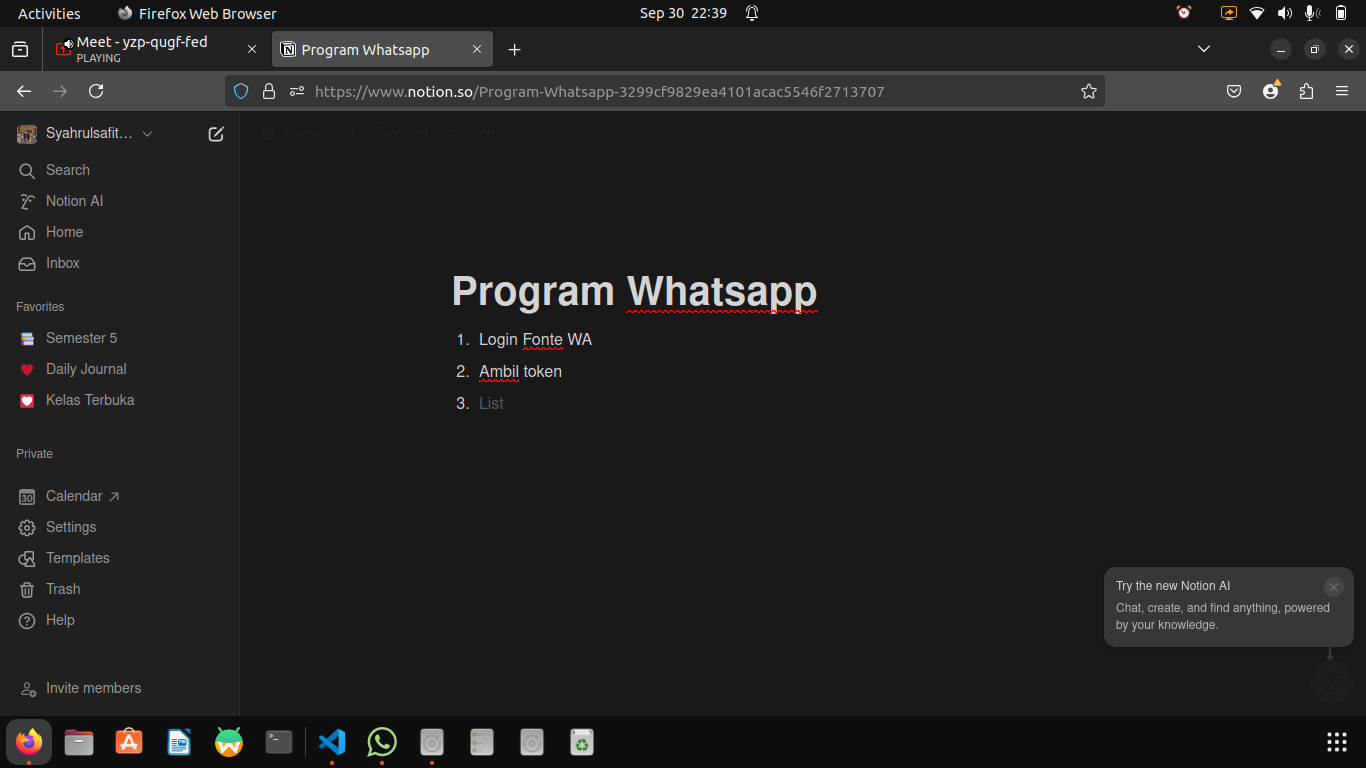 Activities
Firefox Web Browser
Sep 30 22:39
Meet - yzp-qugf-fed
PLAYING
Program Whatsapp
https://www.notion.so/Program-Whatsapp-3299cf9829ea4101acac5546f2713707
Syahrulsafit...
Semester 5
Program Whatsapp
Search
Notion AI
Home
Inbox
Favorites
Semester 5
Daily Journal
Kelas Terbuka
Private
30
Calendar ↗
Settings
Templates
Trash
Help
Invite members
Program Whatsapp
1. Login Fonte WA
2. Ambil token
3. List
Try the new Notion AI
Chat, create, and find anything, powered
by your knowledge.